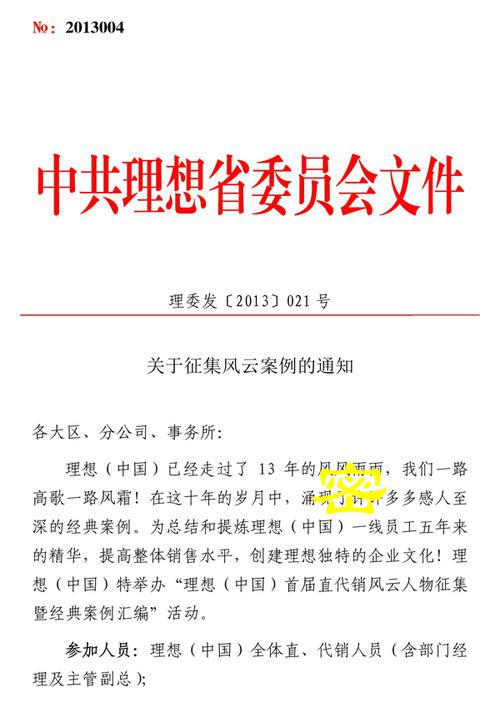 No: 2013004
中共理想省委员会文件
理委发〔2013〕021号
关于征集风云案例的通知
各大区、分公司、事务所：
理想（中国）已经走过了 13 年的风风雨雨，我们一路
高歌一路风霜！在这十年的岁月中，涌现了许许多多感人至
深的经典案例。为总结和提炼理想（中国）一线员工五年来
的精华，提高整体销售水平，创建理想独特的企业文化！理
想（中国）特举办“理想（中国）首届直代销风云人物征集
暨经典案例汇编”活动。
参加人员：理想（中国）全体直、代销人员（含部门经
理及主管副总）；
密